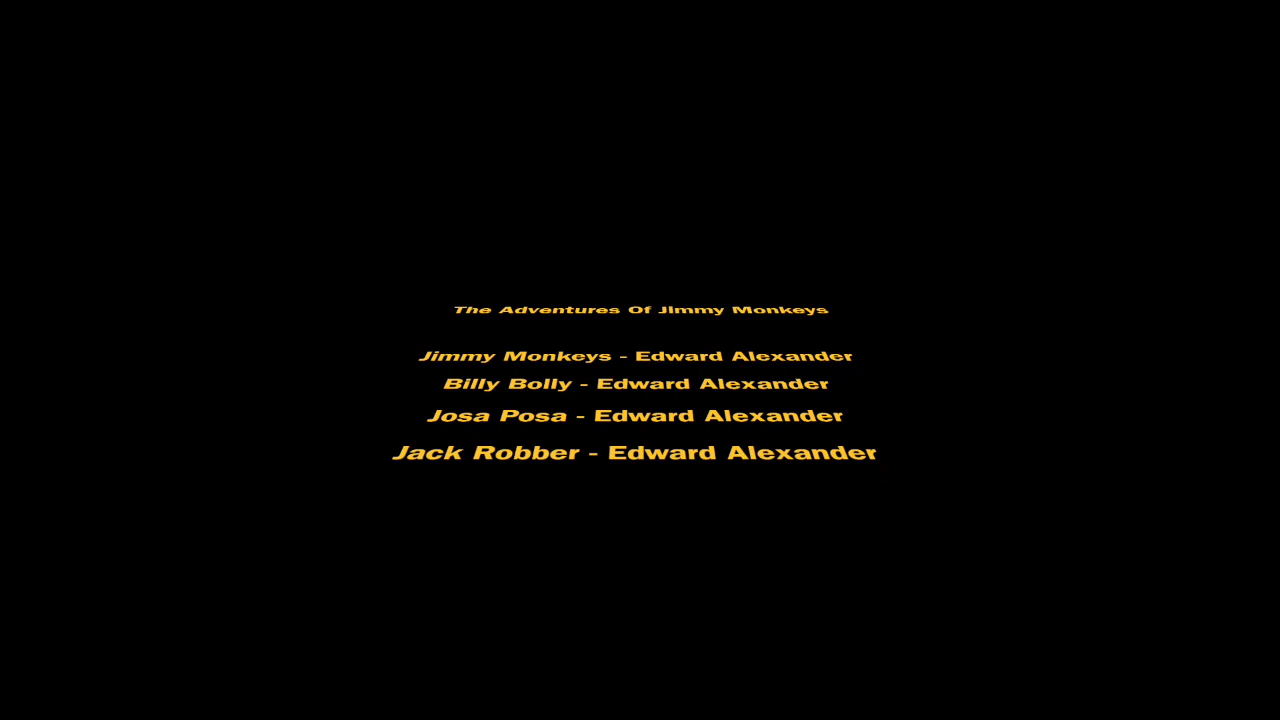 The Adventures Of Jimmy Monkeys
Jimmy Monkeys - Edward Alexander
Billy Bolly - Edward Alexander
Josa Posa - Edward Alexander
Jack Robber - Edward Alexander